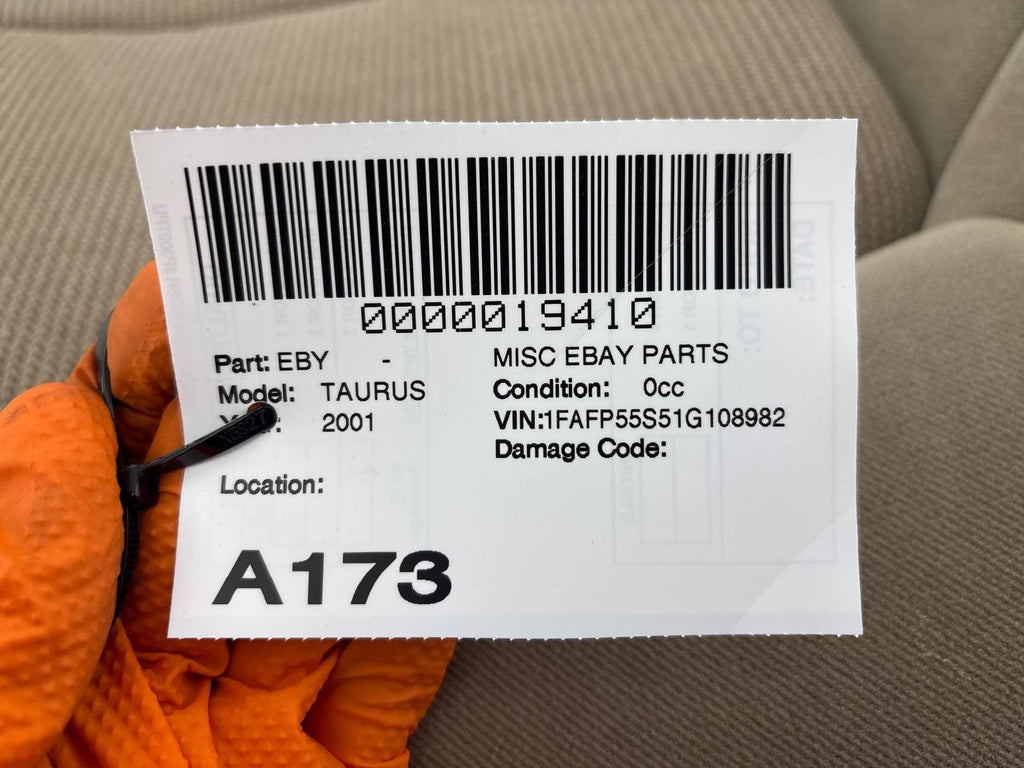 0000019410
Part: EBY - MISC EBAY PARTS
Model: TAURUS Condition: 0cc
2001 VIN:1FAFP55S51G108982
Damage Code:
Location:
A173